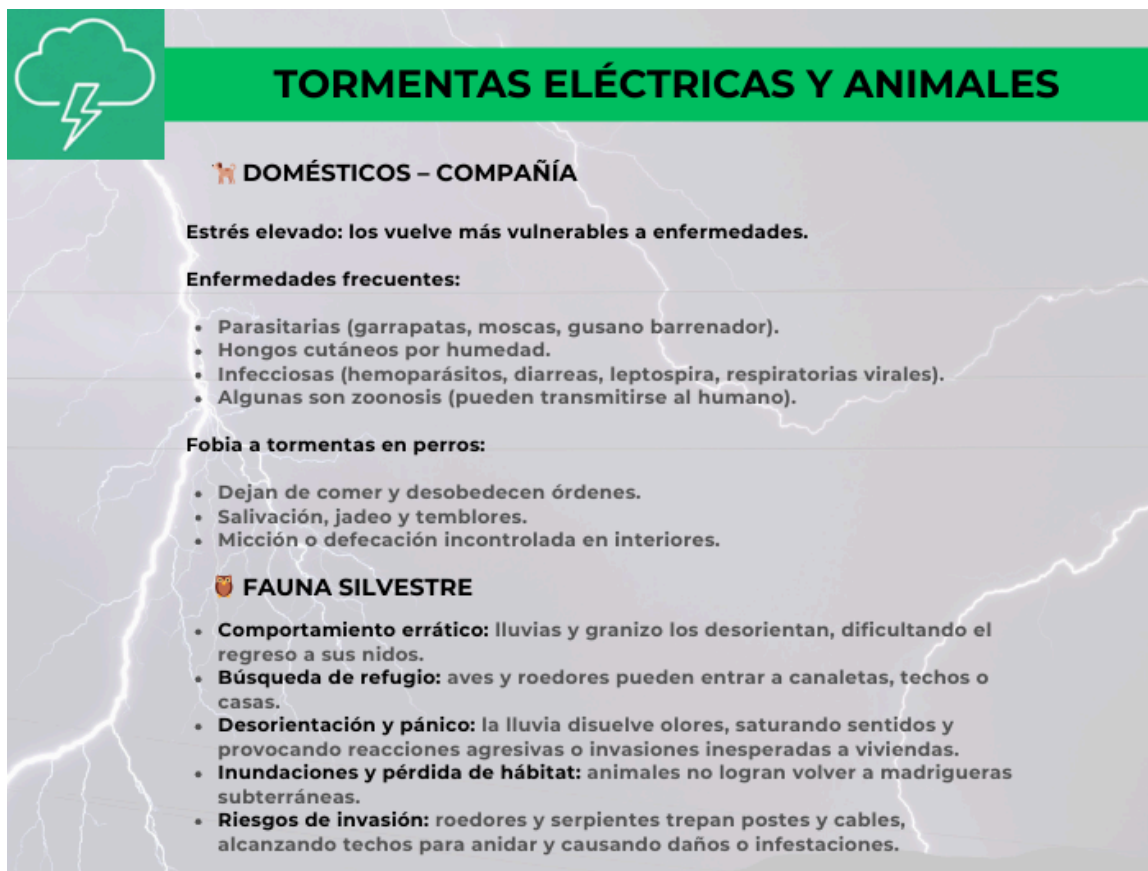 TORMENTAS ELÉCTRICAS Y ANIMALES
DOMÉSTICOS – COMPAÑÍA
Estrés elevado: los vuelve más vulnerables a enfermedades.
Enfermedades frecuentes:
• Parasitarias (garrapatas, moscas, gusano barrenador).
• Hongos cutáneos por humedad.
• Infecciosas (hemoparásitos, diarreas, leptospira, respiratorias virales).
• Algunas son zoonosis (pueden transmitirse al humano).
Fobia a tormentas en perros:
• Dejan de comer y desobedecen órdenes.
• Salivación, jadeo y temblores.
• Micción o defecación incontrolada en interiores.
FAUNA SILVESTRE
• Comportamiento errático: lluvias y granizo los desorientan, dificultando el
regreso a sus nidos.
• Búsqueda de refugio: aves y roedores pueden entrar a canaletas, techos o
casas.
• Desorientación y pánico: la lluvia disuelve olores, saturando sentidos y
provocando reacciones agresivas o invasiones inesperadas a viviendas.
• Inundaciones y pérdida de hábitat: animales no logran volver a madrigueras
subterráneas.
• Riesgos de invasión: roedores y serpientes trepan postes y cables,
alcanzando techos para anidar y causando daños o infestaciones.